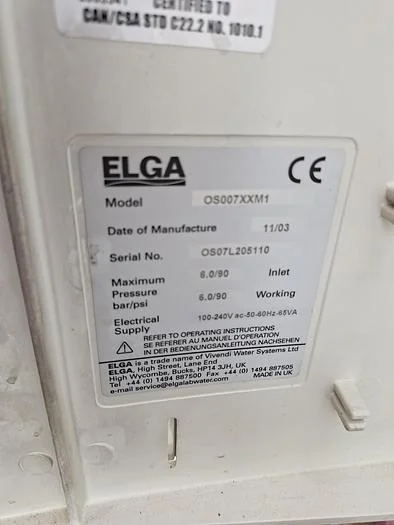 CERTIFIED TO
CAN/CSA STD C22.2 NO. 1010.1
ELGA CE
Model OS007XXM1
Date of Manufacture 11/03
Serial No. OS07L205110
Maximum 6.0/90 Inlet
Pressure
bar/psi 6.0/90 Working
Electrical 100-240V ac-50-60Hz-65VA
Supply
REFER TO OPERATING INSTRUCTIONS
SE REFERER AU MANUEL D'OPERATION
IN DER BEDIENUNGSANLEITUNG NACHSEHEN
ELGA is a trade name of Vivendi Water Systems Ltd
ELGA, High Street, Lane End
High Wycombe, Bucks, HP14 3JH, UK
Tel +44 (0) 1494 887500 Fax +44 (0) 1494 887505
e-mail service@elgalabwater.com MADE IN UK